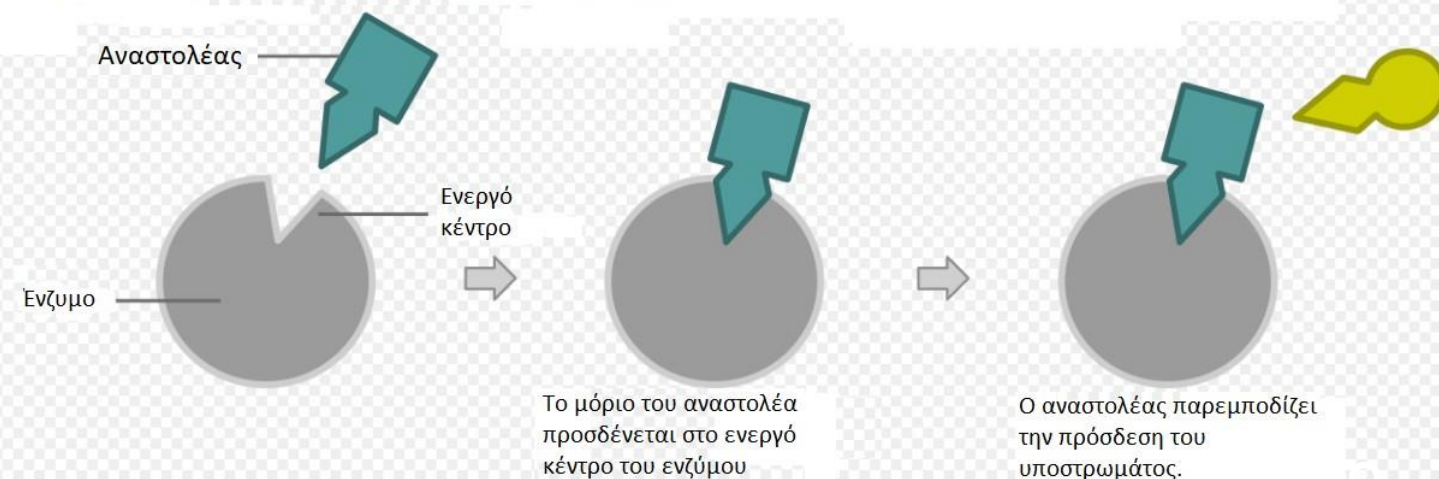 Αναστολέας
Ενεργό
κέντρο
Ένζυμο
Το μόριο του αναστολέα
προσδένεται στο ενεργό
κέντρο του ενζύμου
Ο αναστολέας παρεμποδίζει
την πρόσδεση του
υποστρωμάτος.